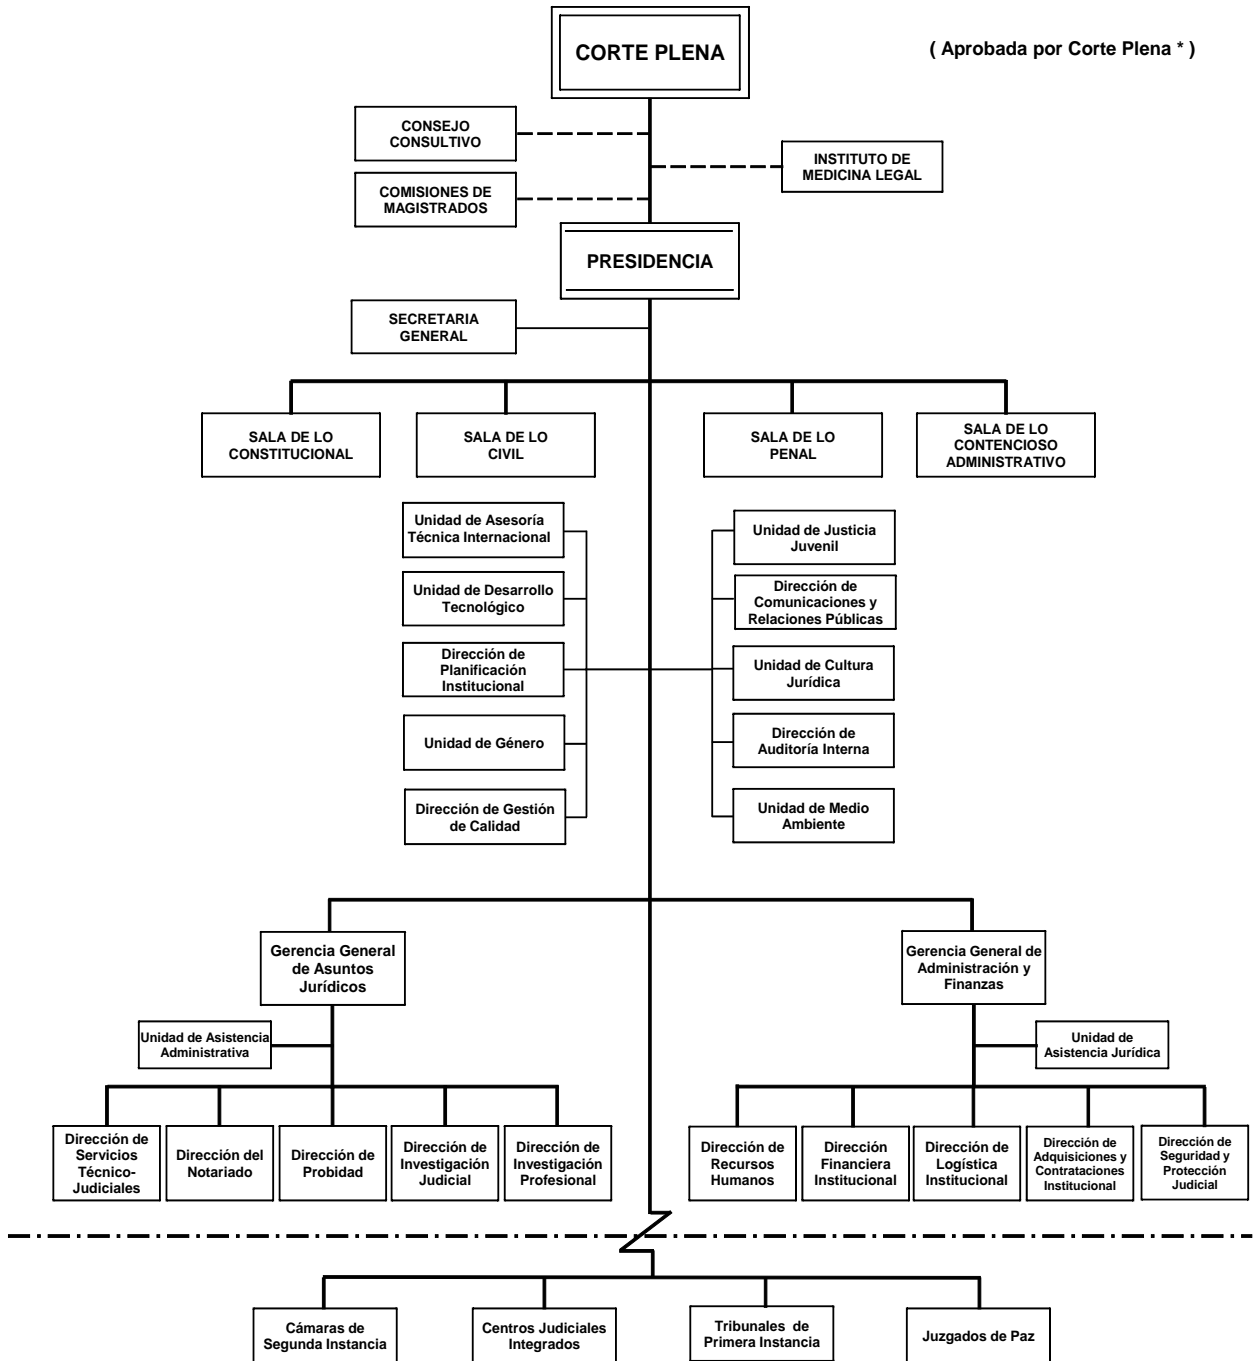 CORTE PLENA
( Aprobada por Corte Plena * )
CONSEJO
CONSULTIVO
INSTITUTO DE
MEDICINA LEGAL
COMISIONES DE
MAGISTRADOS
PRESIDENCIA
SECRETARIA
GENERAL
SALA DE LO
CONSTITUCIONAL
SALA DE LO
CIVIL
SALA DE LO
PENAL
SALA DE LO
CONTENCIOSO
ADMINISTRATIVO
Unidad de Asesoría
Técnica Internacional
Unidad de Justicia
Juvenil
Unidad de Desarrollo
Tecnológico
Dirección de
Comunicaciones y
Relaciones Públicas
Dirección de
Planificación
Institucional
Unidad de Cultura
Jurídica
Unidad de Género
Dirección de
Auditoría Interna
Dirección de Gestión
de Calidad
Unidad de Medio
Ambiente
Gerencia General
de Asuntos
Jurídicos
Gerencia General de
Administración y
Finanzas
Unidad de Asistencia
Administrativa
Unidad de
Asistencia Jurídica
Dirección de
Servicios
Técnico-
Judiciales
Dirección del
Notariado
Dirección de
Probidad
Dirección de
Investigación
Judicial
Dirección de
Investigación
Profesional
Dirección de
Recursos
Humanos
Dirección
Financiera
Institucional
Dirección de
Logística
Institucional
Dirección de
Adquisiciones y
Contrataciones
Institucional
Dirección de
Seguridad y
Protección
Judicial
Cámaras de
Segunda Instancia
Centros Judiciales
Integrados
Tribunales de
Primera Instancia
Juzgados de Paz